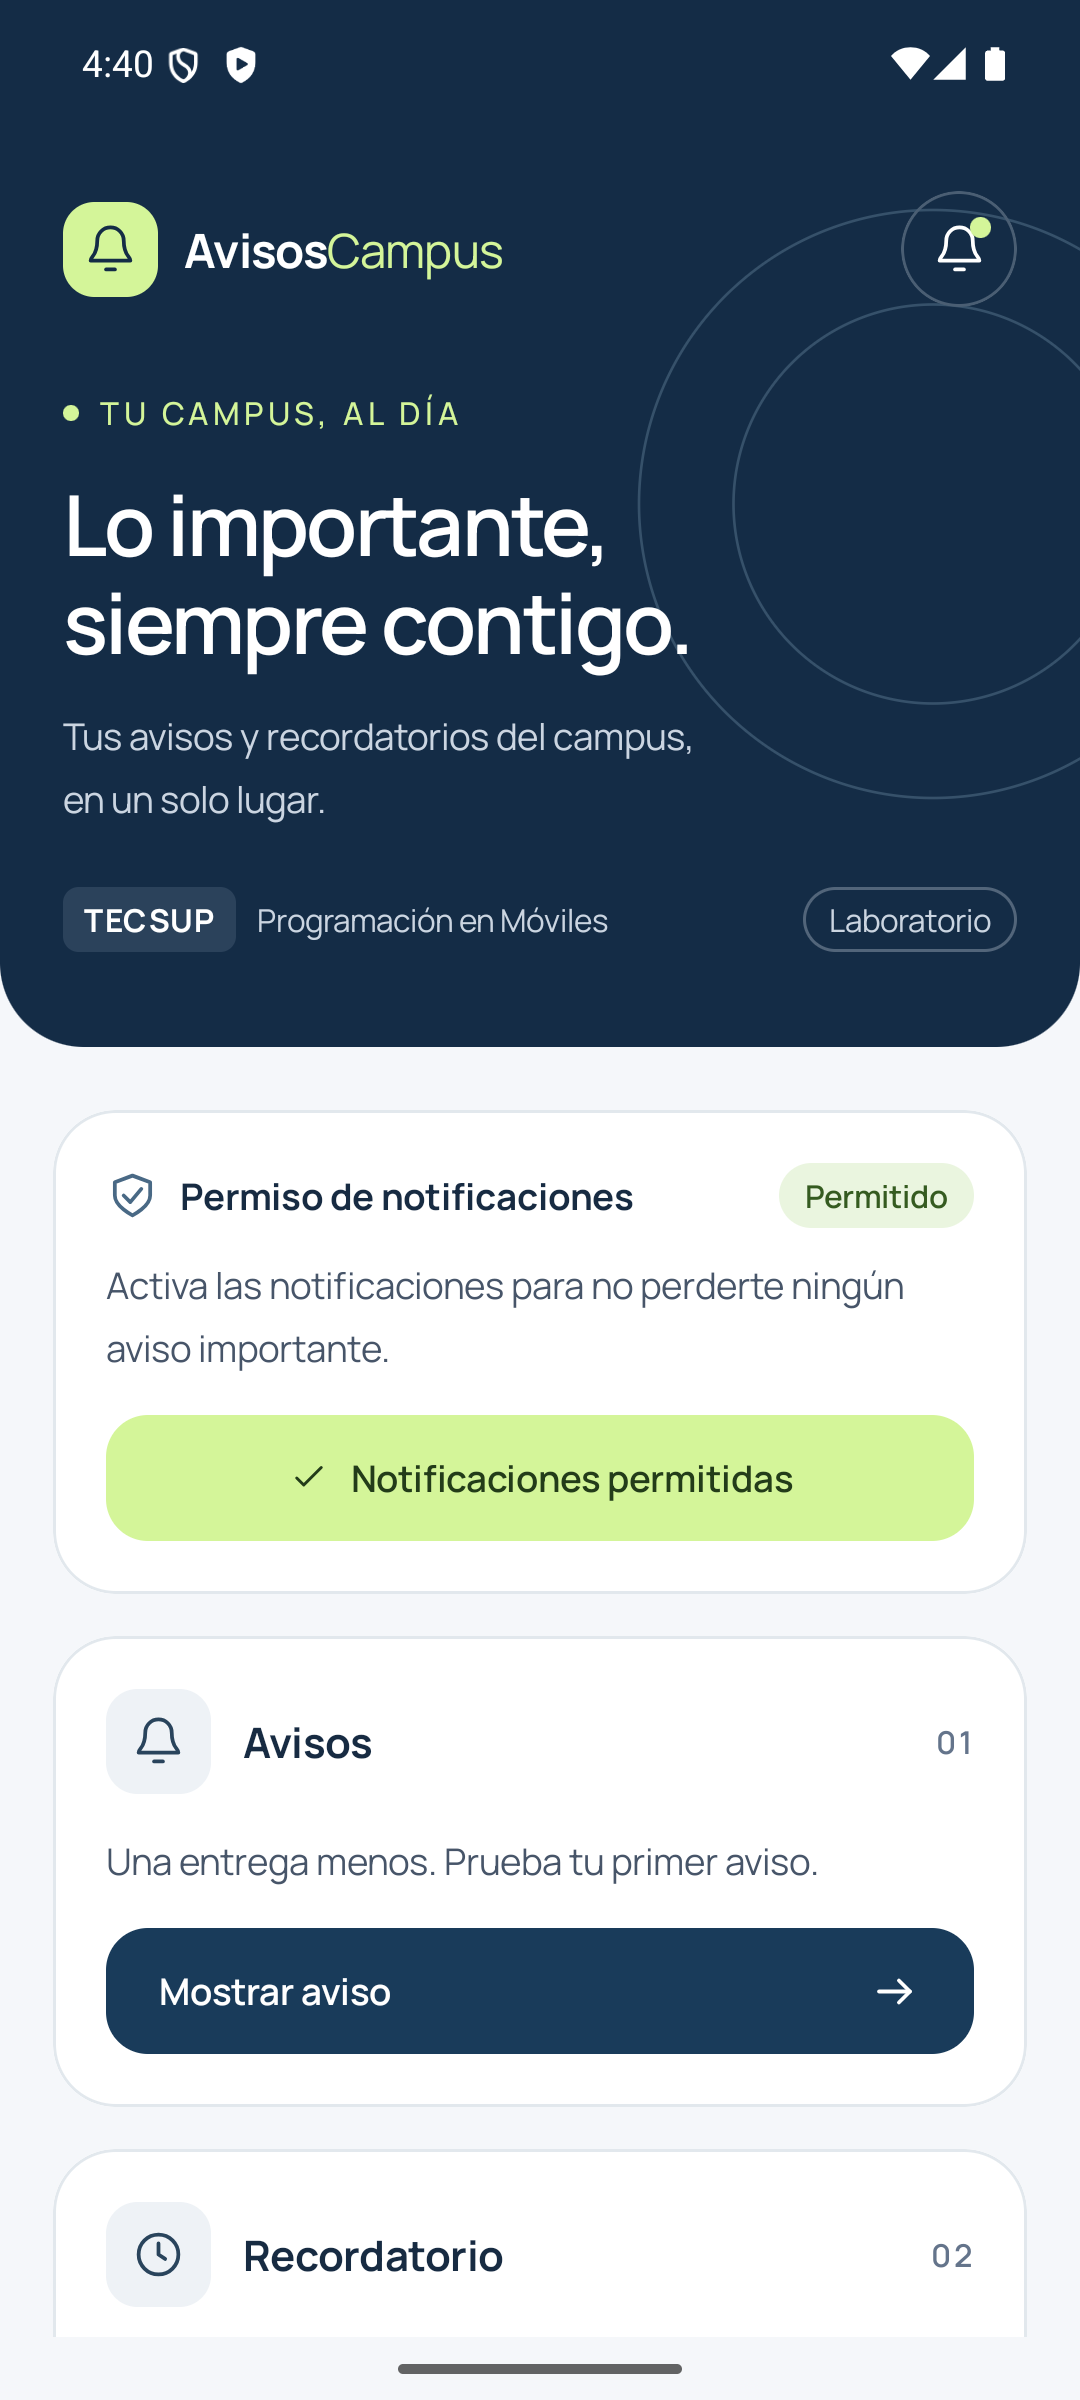 4:40
AvisosCampus
TU CAMPUS, AL DÍA
Lo importante,
siempre contigo.
Tus avisos y recordatorios del campus,
en un solo lugar.
TECSUP Programación en Móviles Laboratorio
Permiso de notificaciones Permitido
Activa las notificaciones para no perderte ningún
aviso importante.
Notificaciones permitidas
Avisos 01
Una entrega menos. Prueba tu primer aviso.
Mostrar aviso
Recordatorio 02